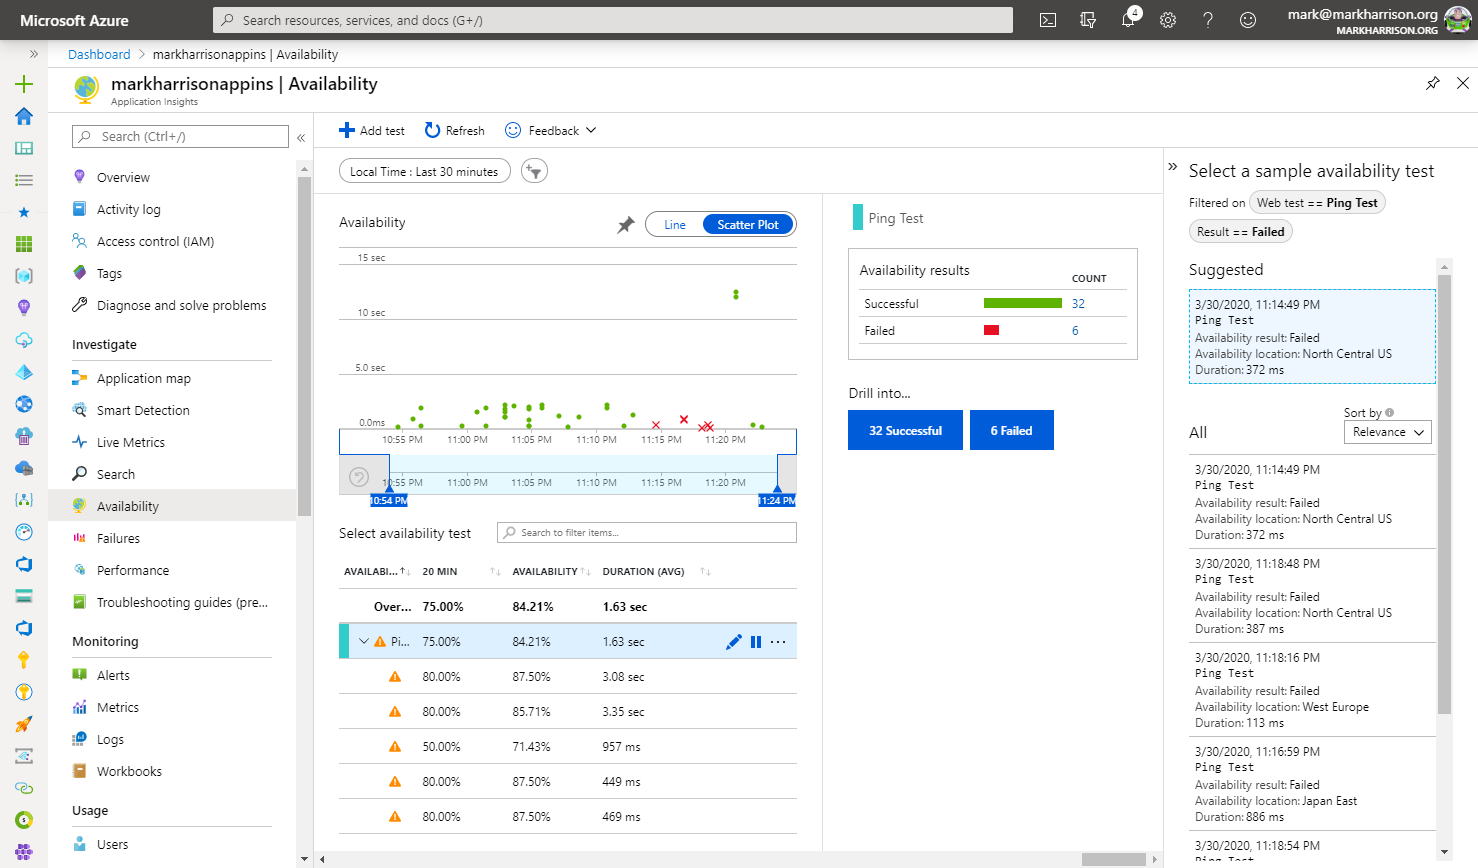 Microsoft Azure
Search resources, services, and docs (G+/)
4
mark@markharrison.org
MARKHARRISON.ORG
Dashboard > markharrisonappins | Availability
markharrisonappins | Availability
Application Insights
Search (Ctrl+/)
Overview
Activity log
Access control (IAM)
Tags
Diagnose and solve problems
Investigate
Application map
Smart Detection
Live Metrics
Search
Availability
Failures
Performance
Troubleshooting guides (pre...
Monitoring
Alerts
Metrics
Logs
Workbooks
Usage
Users
Add test
Refresh
Feedback
Local Time : Last 30 minutes
Availability
Line
Scatter Plot
15 sec
10 sec
5.0 sec
0.0ms
10:55 PM 11:00 PM 11:05 PM 11:10 PM 11:15 PM 11:20 PM
10:55 PM 11:00 PM 11:05 PM 11:10 PM 11:15 PM 11:20 PM
10:54 PM 11:24 PM
Select availability test
Search to filter items...
AVAILABI... 20 MIN AVAILABILITY DURATION (AVG)
Over... 75.00% 84.21% 1.63 sec
Pi... 75.00% 84.21% 1.63 sec
80.00% 87.50% 3.08 sec
80.00% 85.71% 3.35 sec
50.00% 71.43% 957 ms
80.00% 87.50% 449 ms
80.00% 87.50% 469 ms
Ping Test
Availability results COUNT
Successful 32
Failed 6
Drill into...
32 Successful
6 Failed
Select a sample availability test
Filtered on Web test == Ping Test
Result == Failed
Suggested
3/30/2020, 11:14:49 PM
Ping Test
Availability result: Failed
Availability location: North Central US
Duration: 372 ms
Sort by
All
Relevance
3/30/2020, 11:14:49 PM
Ping Test
Availability result: Failed
Availability location: North Central US
Duration: 372 ms
3/30/2020, 11:18:48 PM
Ping Test
Availability result: Failed
Availability location: North Central US
Duration: 387 ms
3/30/2020, 11:18:16 PM
Ping Test
Availability result: Failed
Availability location: West Europe
Duration: 113 ms
3/30/2020, 11:16:59 PM
Ping Test
Availability result: Failed
Availability location: Japan East
Duration: 886 ms
3/30/2020, 11:18:54 PM
Ping Test